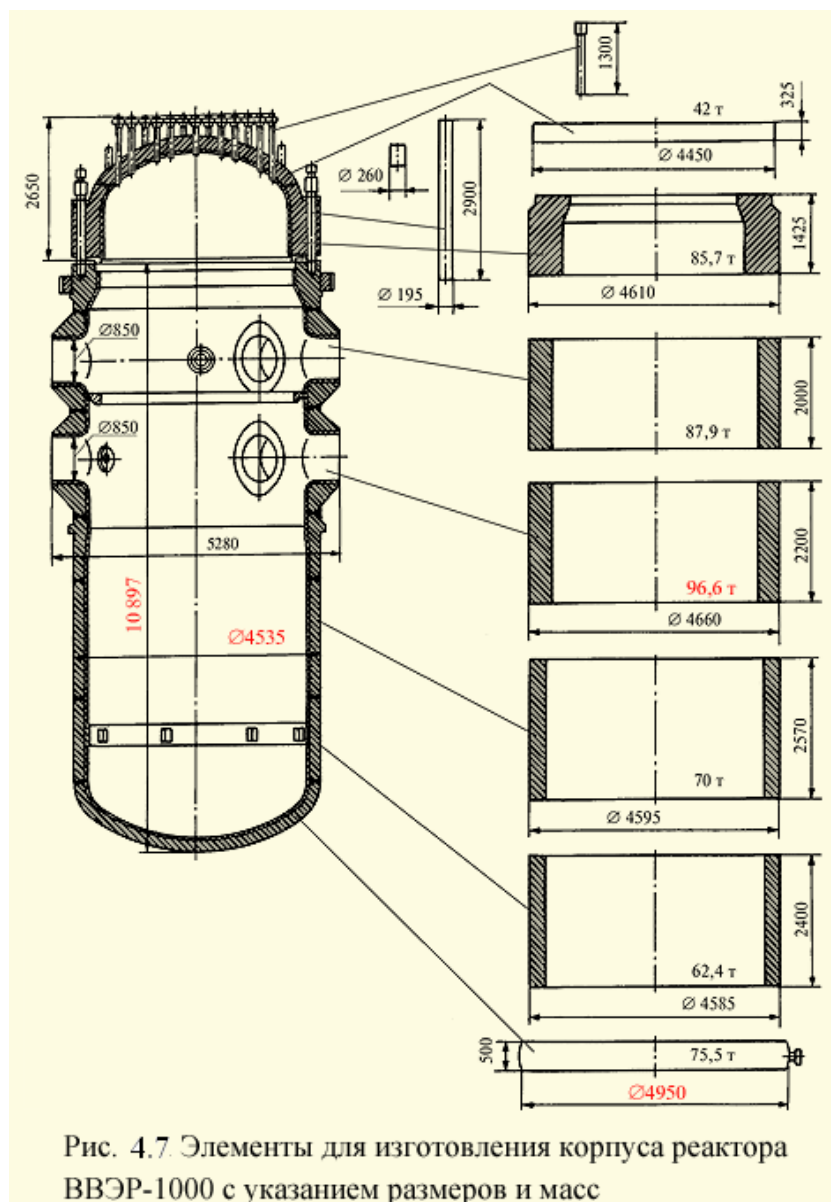 1300
42 т
325
Ø 4450
2650
Ø 260
2900
1425
85,7 т
Ø 195
Ø 4610
Ø850
2000
87,9 т
Ø850
2200
5280
96,6 т
10 897
Ø 4660
Ø4535
2570
70 т
Ø 4595
2400
62,4 т
Ø 4585
500
75,5 т
Ø4950
Рис. 4.7. Элементы для изготовления корпуса реактора
ВВЭР-1000 с указанием размеров и масс